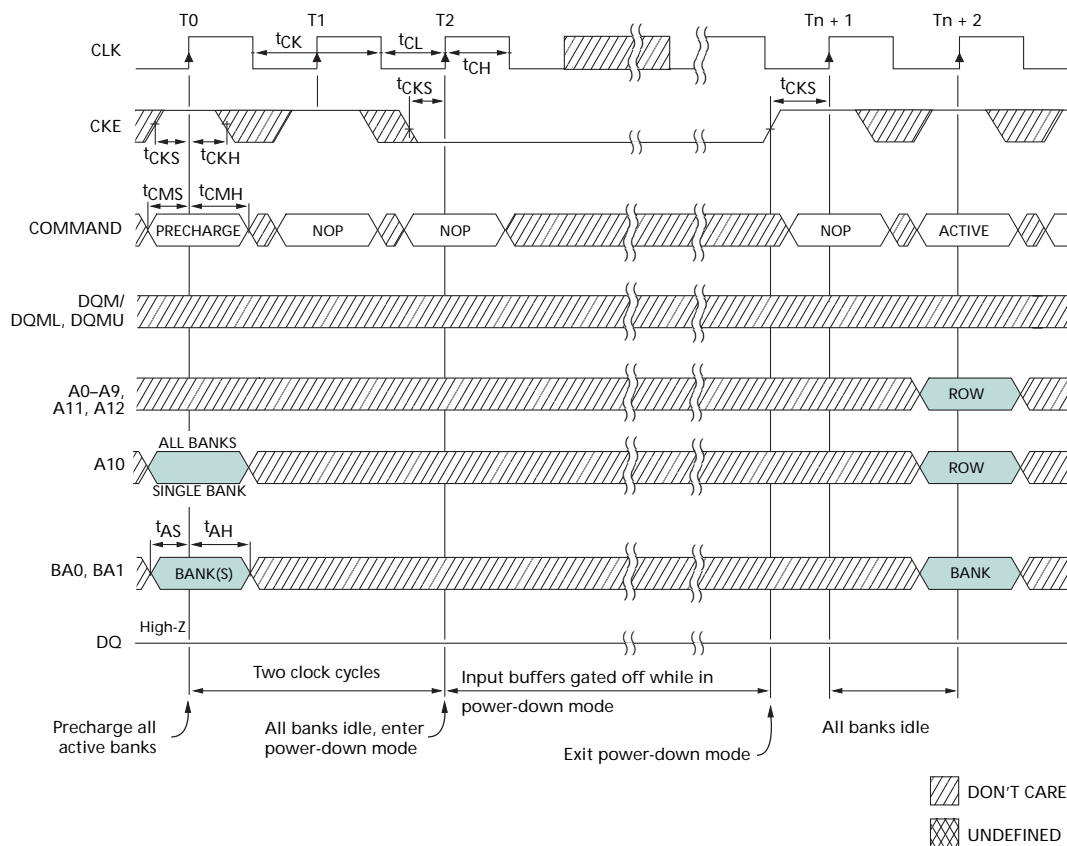 T0 T1 T2 Tn + 1 Tn + 2
CLK
tCK tCL tCH
tCKS tCKS
CKE
tCKS tCKH
tCMS tCMH
COMMAND PRECHARGE NOP NOP NOP ACTIVE
DQM/
DQML, DQMU
A0–A9,
A11, A12 ROW
ALL BANKS
A10 ROW
SINGLE BANK
tAS tAH
BA0, BA1 BANK(S) BANK
High-Z
DQ
Two clock cycles
Input buffers gated off while in
power-down mode
Precharge all
active banks
All banks idle, enter
power-down mode
Exit power-down mode
All banks idle
DON'T CARE
UNDEFINED